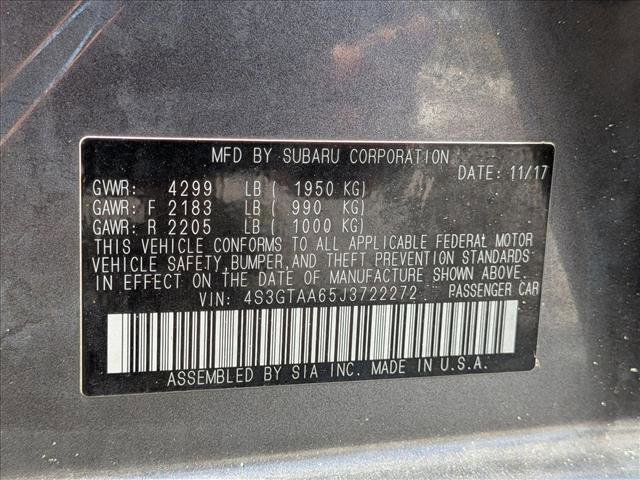 MFD BY SUBARU CORPORATION
DATE: 11/17
GVWR: 4299 LB ( 1950 KG)
GAWR: F 2183 LB ( 990 KG)
GAWR: R 2205 LB ( 1000 KG)
THIS VEHICLE CONFORMS TO ALL APPLICABLE FEDERAL MOTOR
VEHICLE SAFETY, BUMPER, AND THEFT PREVENTION STANDARDS
IN EFFECT ON THE DATE OF MANUFACTURE SHOWN ABOVE.
VIN: 4S3GTAA65J3722272 PASSENGER CAR
ASSEMBLED BY SIA INC. MADE IN U.S.A.